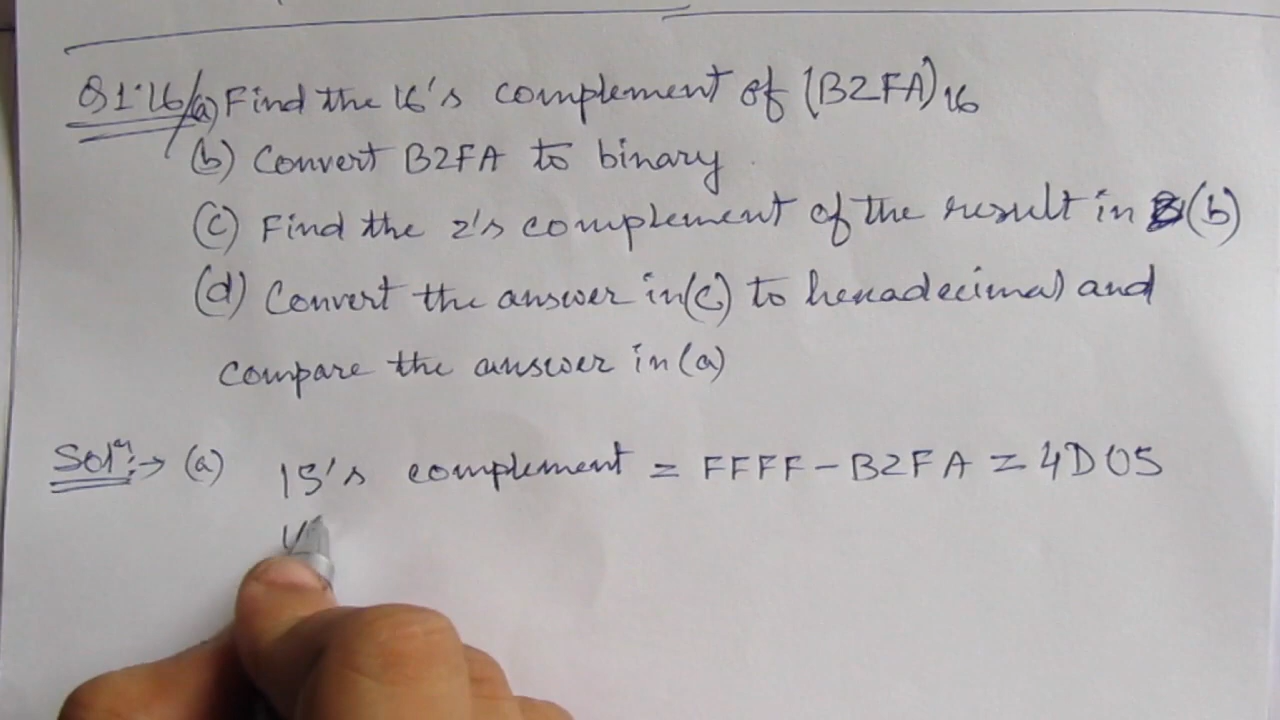 Q1.16/(a) Find the 16's complement of (B2FA)16
(b) Convert B2FA to binary
(c) Find the 2's complement of the result in (b)
(d) Convert the answer in (c) to hexadecimal and
compare the answer in (a)
Solⁿ:→ (a) 15's complement = FFFF - B2FA = 4D05